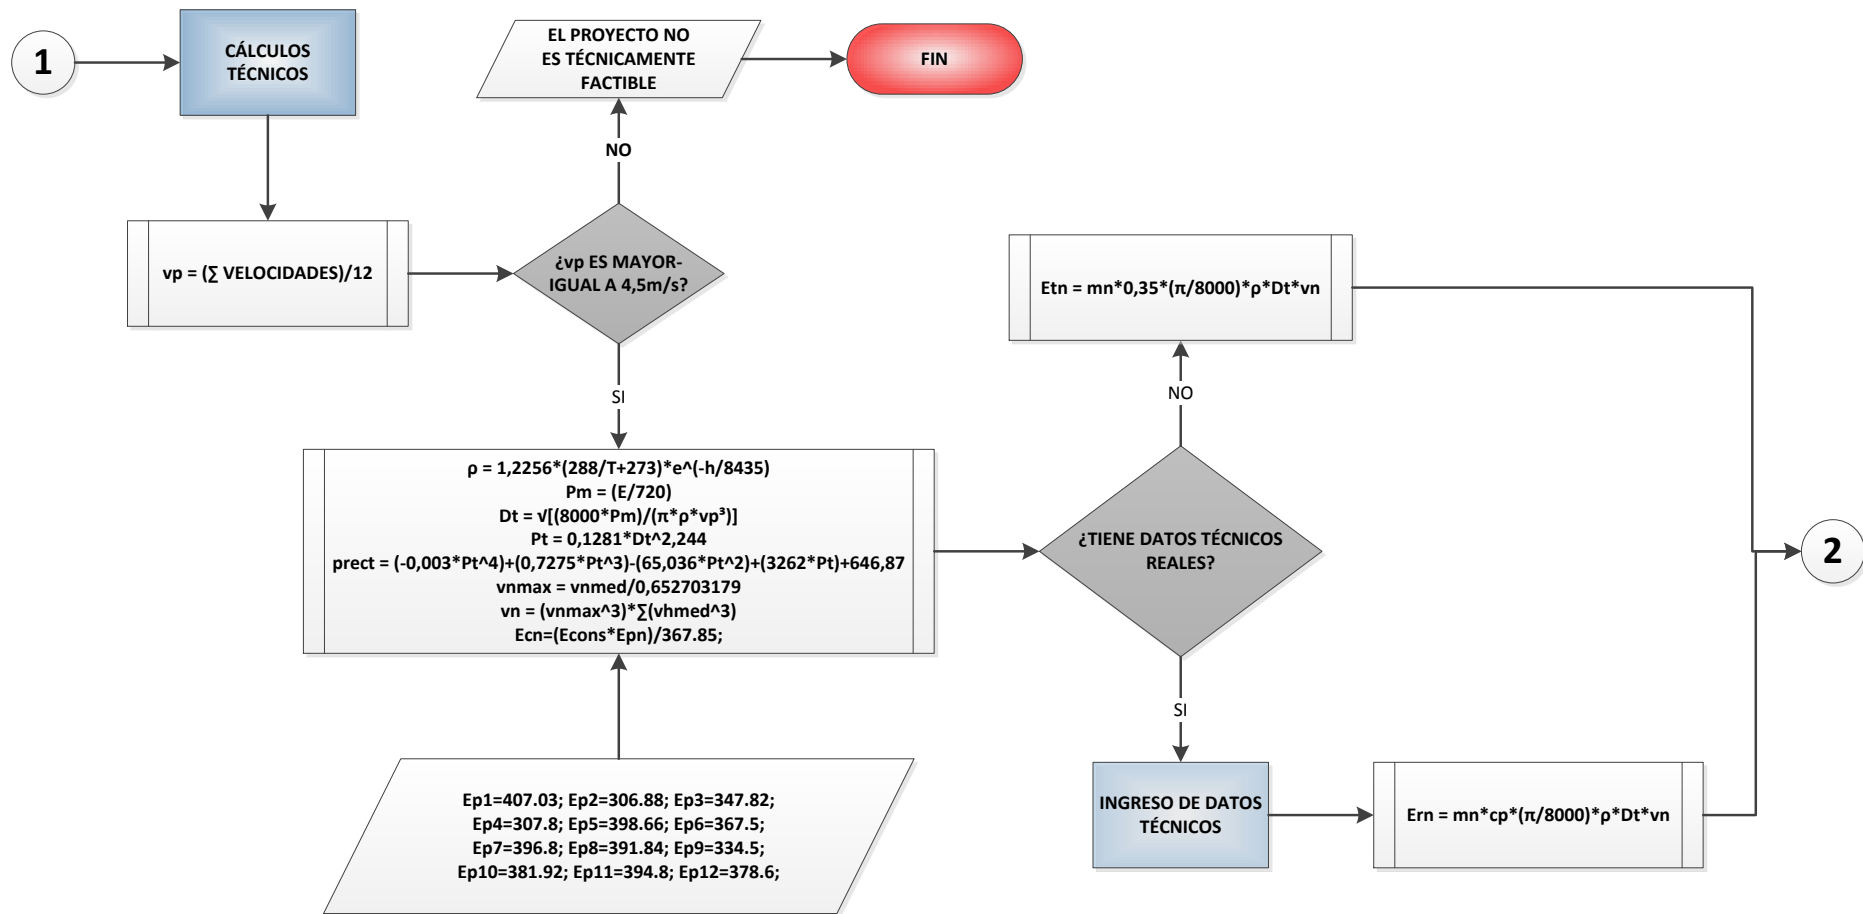 1
CÁLCULOS
TÉCNICOS
EL PROYECTO NO
ES TÉCNICAMENTE
FACTIBLE
FIN
NO
vp = (∑ VELOCIDADES)/12
¿vp ES MAYOR-
IGUAL A 4,5m/s?
SI
ρ = 1,2256*(288/T+273)*e^(-h/8435)
Pm = (E/720)
Dt = √[(8000*Pm)/(π*ρ*vp³)]
Pt = 0,1281*Dt^2,244
prect = (-0,003*Pt^4)+(0,7275*Pt^3)-(65,036*Pt^2)+(3262*Pt)+646,87
vnmax = vnmed/0,652703179
vn = (vnmax^3)*∑(vhmed^3)
Ecn=(Econs*Epn)/367.85;
Ep1=407.03; Ep2=306.88; Ep3=347.82;
Ep4=307.8; Ep5=398.66; Ep6=367.5;
Ep7=396.8; Ep8=391.84; Ep9=334.5;
Ep10=381.92; Ep11=394.8; Ep12=378.6;
Etn = mn*0,35*(π/8000)*ρ*Dt*vn
NO
¿TIENE DATOS TÉCNICOS
REALES?
SI
INGRESO DE DATOS
TÉCNICOS
Ern = mn*cp*(π/8000)*ρ*Dt*vn
2